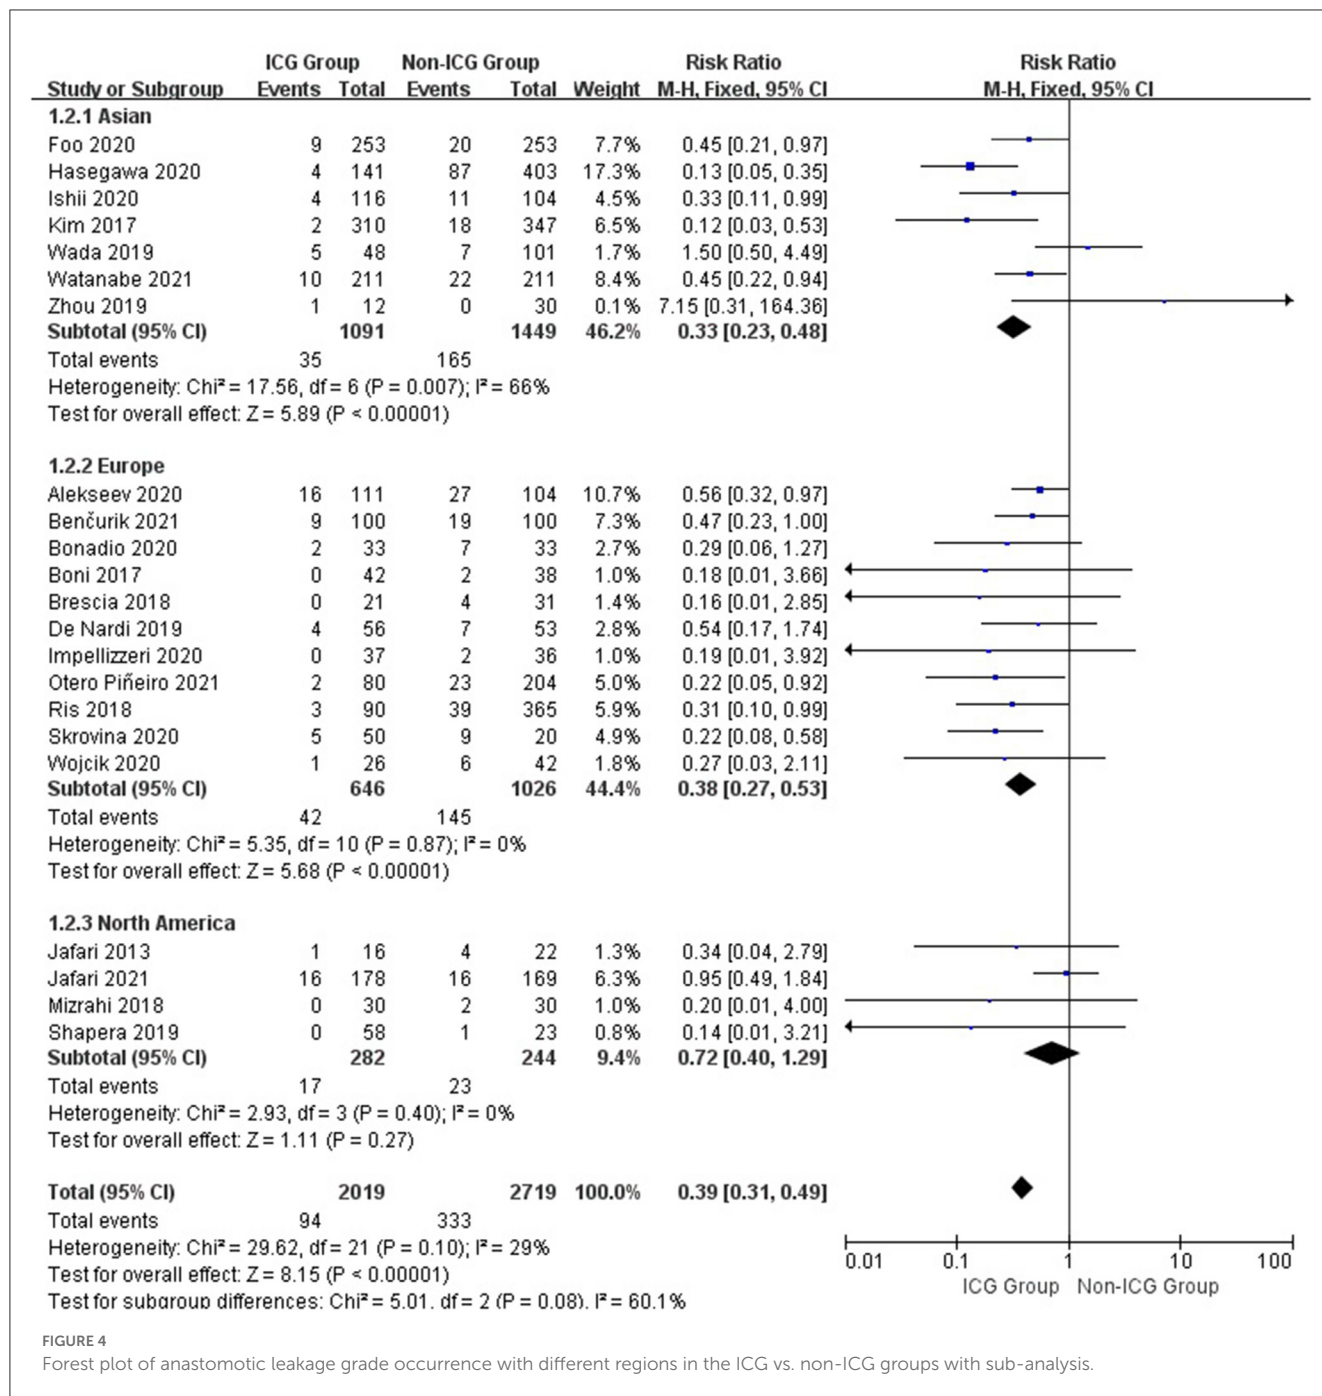 ICG Group Non-ICG Group Risk Ratio Risk Ratio
Study or Subgroup Events Total Events Total Weight M-H, Fixed, 95% CI M-H, Fixed, 95% CI
1.2.1 Asian
Foo 2020 9 253 20 253 7.7% 0.45 [0.21, 0.97]
Hasegawa 2020 4 141 87 403 17.3% 0.13 [0.05, 0.35]
Ishii 2020 4 116 11 104 4.5% 0.33 [0.11, 0.99]
Kim 2017 2 310 18 347 6.5% 0.12 [0.03, 0.53]
Wada 2019 5 48 7 101 1.7% 1.50 [0.50, 4.49]
Watanabe 2021 10 211 22 211 8.4% 0.45 [0.22, 0.94]
Zhou 2019 1 12 0 30 0.1% 7.15 [0.31, 164.36]
Subtotal (95% CI) 1091 1449 46.2% 0.33 [0.23, 0.48]
Total events 35 165
Heterogeneity: Chi² = 17.56, df = 6 (P = 0.007); I² = 66%
Test for overall effect: Z = 5.89 (P < 0.00001)
1.2.2 Europe
Alekseev 2020 16 111 27 104 10.7% 0.56 [0.32, 0.97]
Benčurik 2021 9 100 19 100 7.3% 0.47 [0.23, 1.00]
Bonadio 2020 2 33 7 33 2.7% 0.29 [0.06, 1.27]
Boni 2017 0 42 2 38 1.0% 0.18 [0.01, 3.66]
Brescia 2018 0 21 4 31 1.4% 0.16 [0.01, 2.85]
De Nardi 2019 4 56 7 53 2.8% 0.54 [0.17, 1.74]
Impellizzeri 2020 0 37 2 36 1.0% 0.19 [0.01, 3.92]
Otero Piñeiro 2021 2 80 23 204 5.0% 0.22 [0.05, 0.92]
Ris 2018 3 90 39 365 5.9% 0.31 [0.10, 0.99]
Skrovina 2020 5 50 9 20 4.9% 0.22 [0.08, 0.58]
Wojcik 2020 1 26 6 42 1.8% 0.27 [0.03, 2.11]
Subtotal (95% CI) 646 1026 44.4% 0.38 [0.27, 0.53]
Total events 42 145
Heterogeneity: Chi² = 5.35, df = 10 (P = 0.87); I² = 0%
Test for overall effect: Z = 5.68 (P < 0.00001)
1.2.3 North America
Jafari 2013 1 16 4 22 1.3% 0.34 [0.04, 2.79]
Jafari 2021 16 178 16 169 6.3% 0.95 [0.49, 1.84]
Mizrahi 2018 0 30 2 30 1.0% 0.20 [0.01, 4.00]
Shapera 2019 0 58 1 23 0.8% 0.14 [0.01, 3.21]
Subtotal (95% CI) 282 244 9.4% 0.72 [0.40, 1.29]
Total events 17 23
Heterogeneity: Chi² = 2.93, df = 3 (P = 0.40); I² = 0%
Test for overall effect: Z = 1.11 (P = 0.27)
Total (95% CI) 2019 2719 100.0% 0.39 [0.31, 0.49]
Total events 94 333
Heterogeneity: Chi² = 29.62, df = 21 (P = 0.10); I² = 29%
Test for overall effect: Z = 8.15 (P < 0.00001)
Test for subgroup differences: Chi² = 5.01, df = 2 (P = 0.08), I² = 60.1%
0.01 0.1 1 10 100
ICG Group Non-ICG Group
FIGURE 4
Forest plot of anastomotic leakage grade occurrence with different regions in the ICG vs. non-ICG groups with sub-analysis.